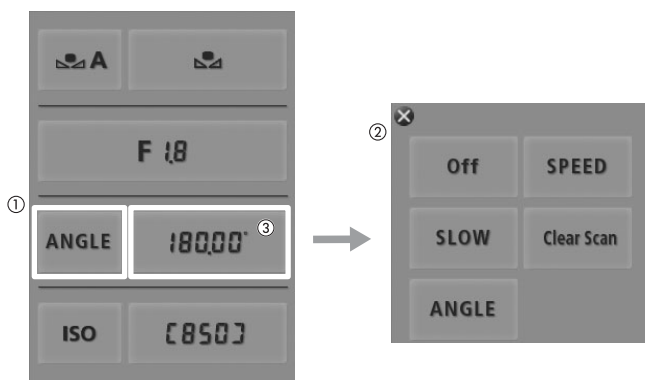 A
F 1.8
①
ANGLE
180.00° ③
ISO
[850]
②
Off
SPEED
SLOW
Clear Scan
ANGLE